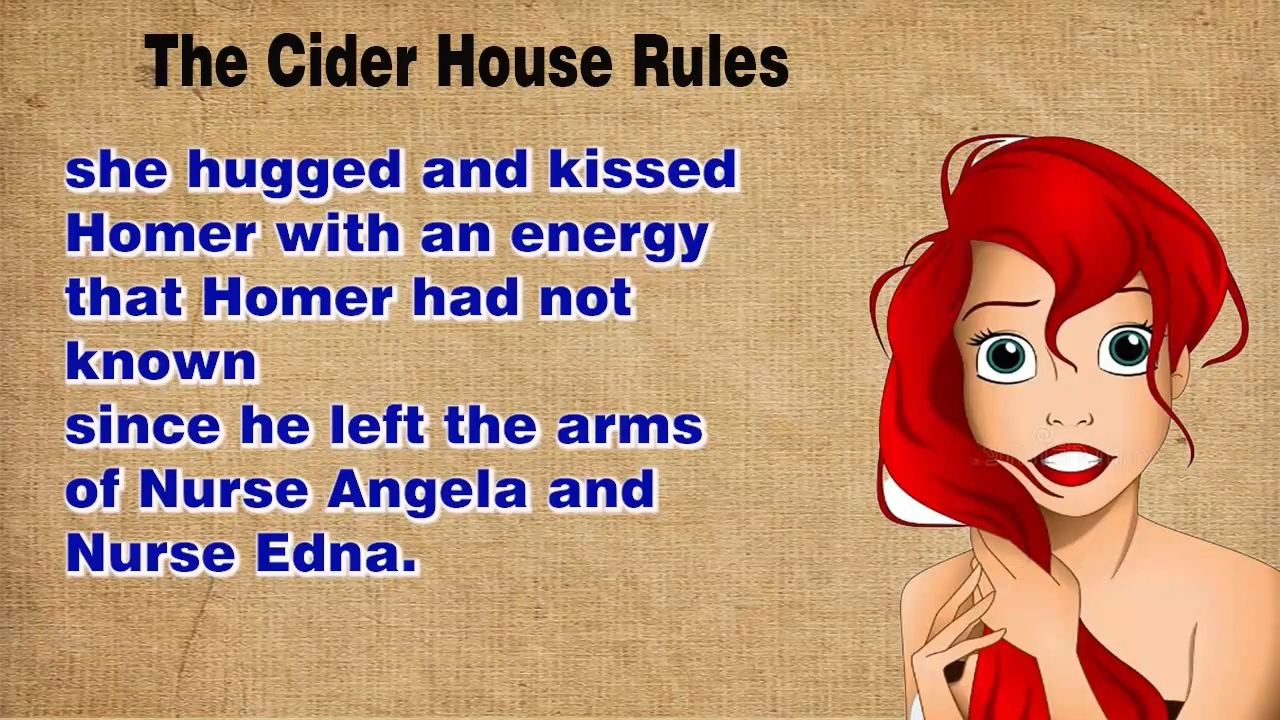 The Cider House Rules
she hugged and kissed
Homer with an energy
that Homer had not
known
since he left the arms
of Nurse Angela and
Nurse Edna.